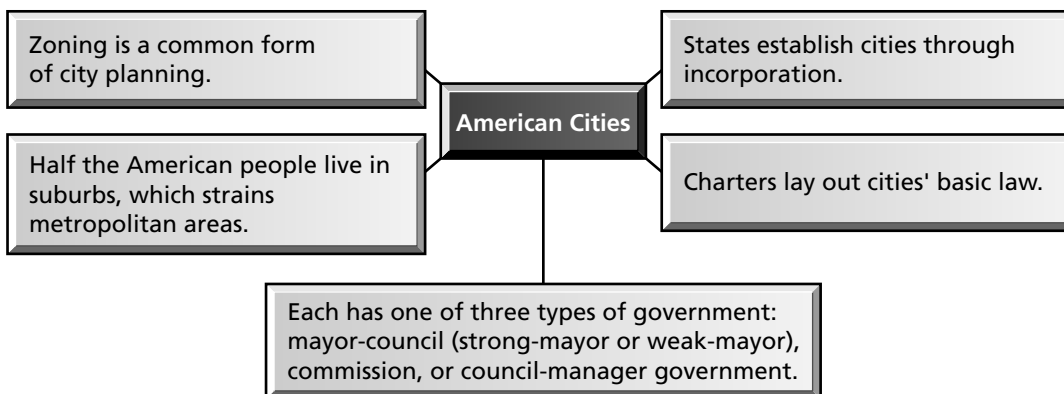 Zoning is a common form
of city planning.
States establish cities through
incorporation.
American Cities
Half the American people live in
suburbs, which strains
metropolitan areas.
Charters lay out cities' basic law.
Each has one of three types of government:
mayor-council (strong-mayor or weak-mayor),
commission, or council-manager government.